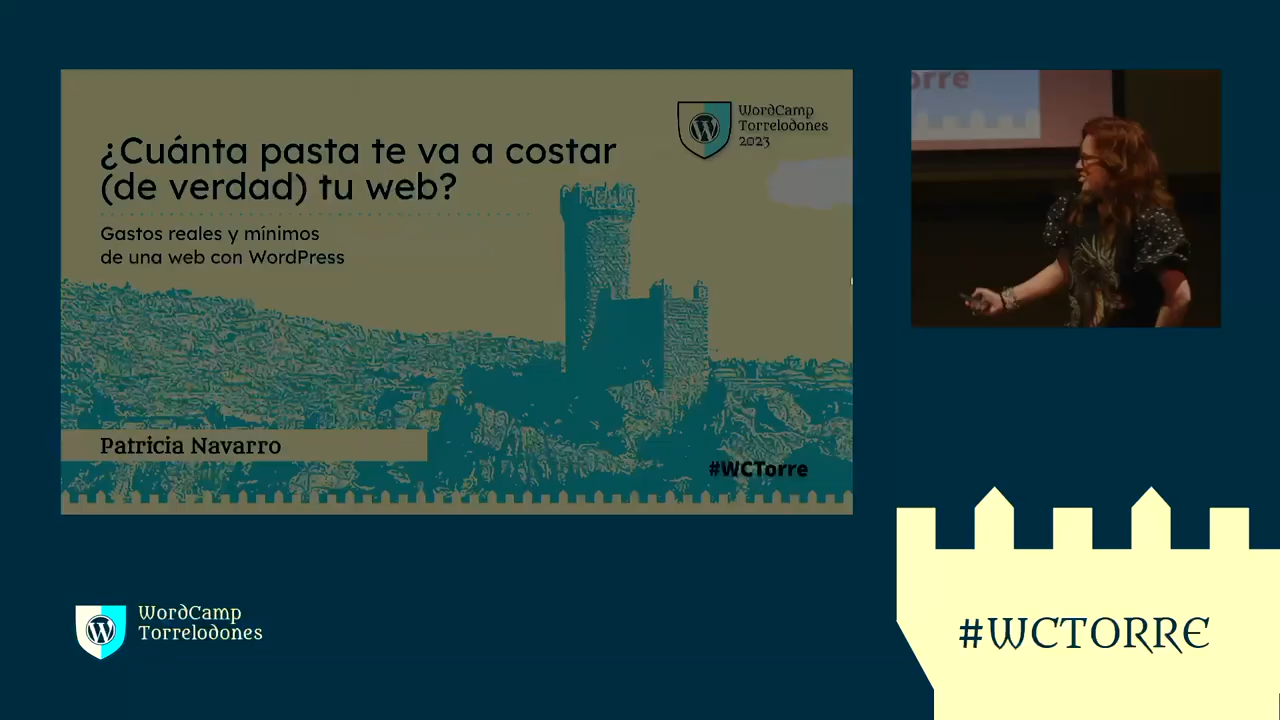 ¿Cuánta pasta te va a costar
(de verdad) tu web?
Gastos reales y mínimos
de una web con WordPress
WordCamp
Torrelodones
2023
Patricia Navarro
#WCTorre
orre
WordCamp
Torrelodones
#WCTORRE